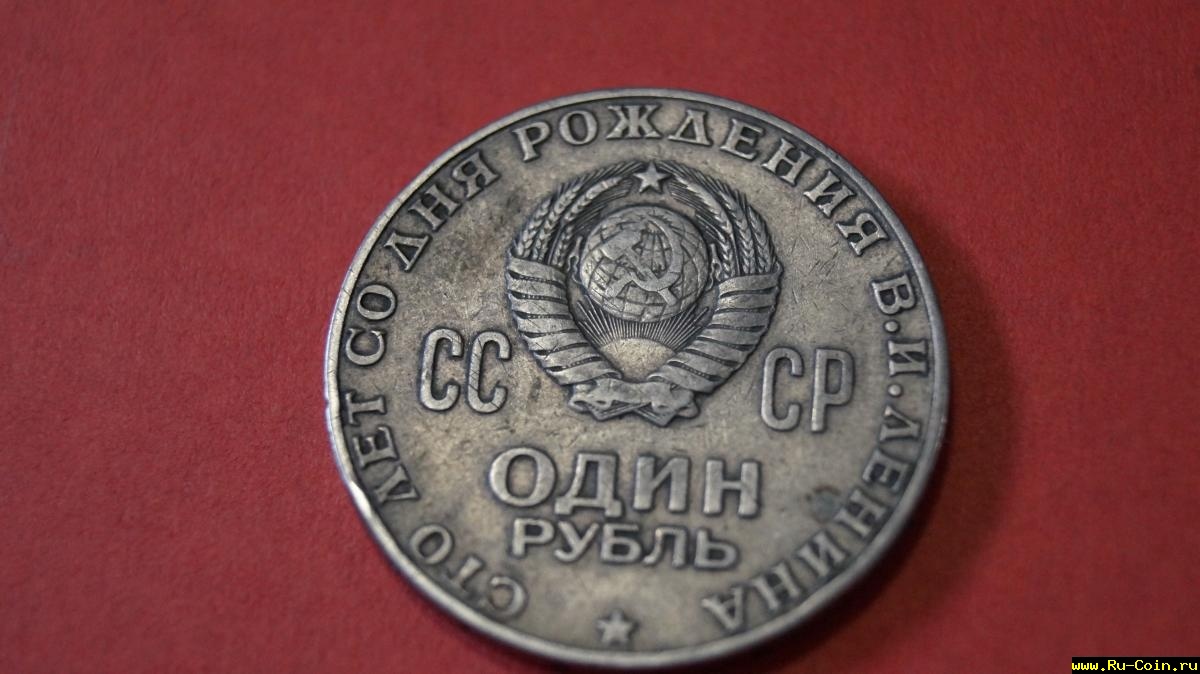 СТО ЛЕТ СО ДНЯ РОЖДЕНИЯ В.И.ЛЕНИНА
СС СР
ОДИН
РУБЛЬ
www.Ru-Coin.ru